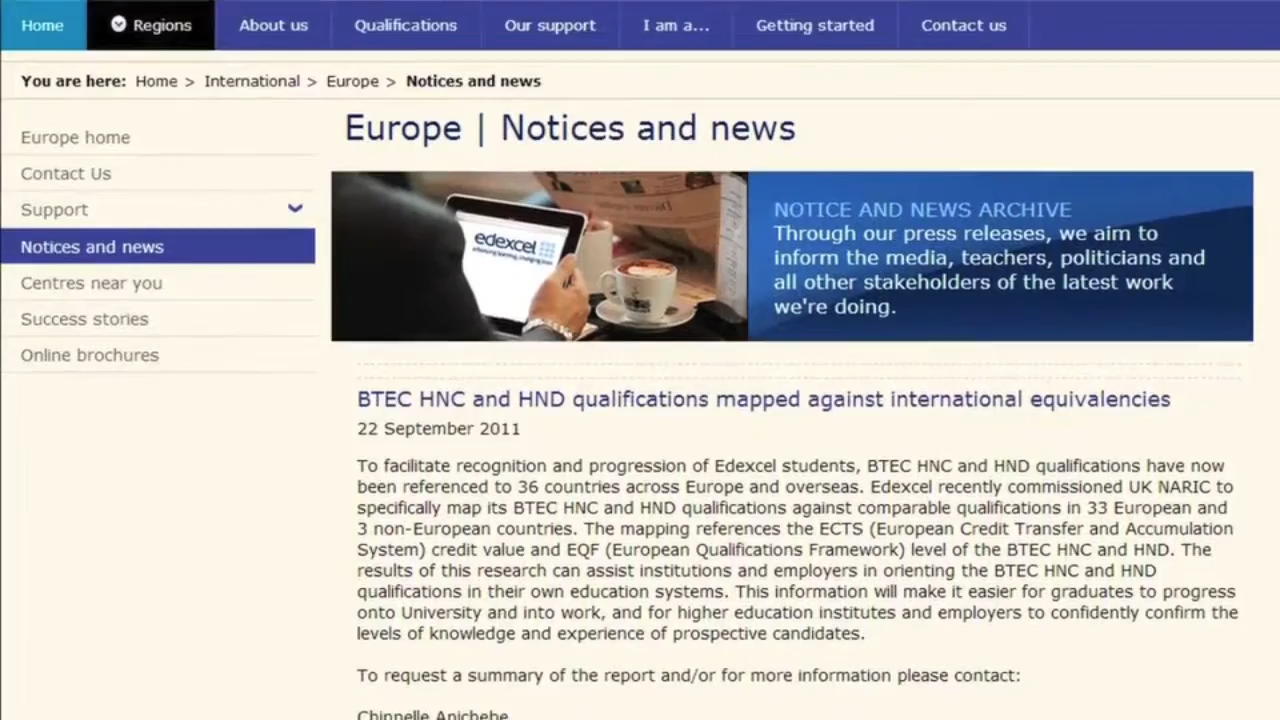 Home Regions About us Qualifications Our support I am a... Getting started Contact us
You are here: Home > International > Europe > Notices and news
Europe home
Contact Us
Support
Notices and news
Centres near you
Success stories
Online brochures
Europe | Notices and news
edexcel
advancing learning, changing lives
NOTICE AND NEWS ARCHIVE
Through our press releases, we aim to
inform the media, teachers, politicians and
all other stakeholders of the latest work
we're doing.
BTEC HNC and HND qualifications mapped against international equivalencies
22 September 2011
To facilitate recognition and progression of Edexcel students, BTEC HNC and HND qualifications have now
been referenced to 36 countries across Europe and overseas. Edexcel recently commissioned UK NARIC to
specifically map its BTEC HNC and HND qualifications against comparable qualifications in 33 European and
3 non-European countries. The mapping references the ECTS (European Credit Transfer and Accumulation
System) credit value and EQF (European Qualifications Framework) level of the BTEC HNC and HND. The
results of this research can assist institutions and employers in orienting the BTEC HNC and HND
qualifications in their own education systems. This information will make it easier for graduates to progress
onto University and into work, and for higher education institutes and employers to confidently confirm the
levels of knowledge and experience of prospective candidates.
To request a summary of the report and/or for more information please contact: